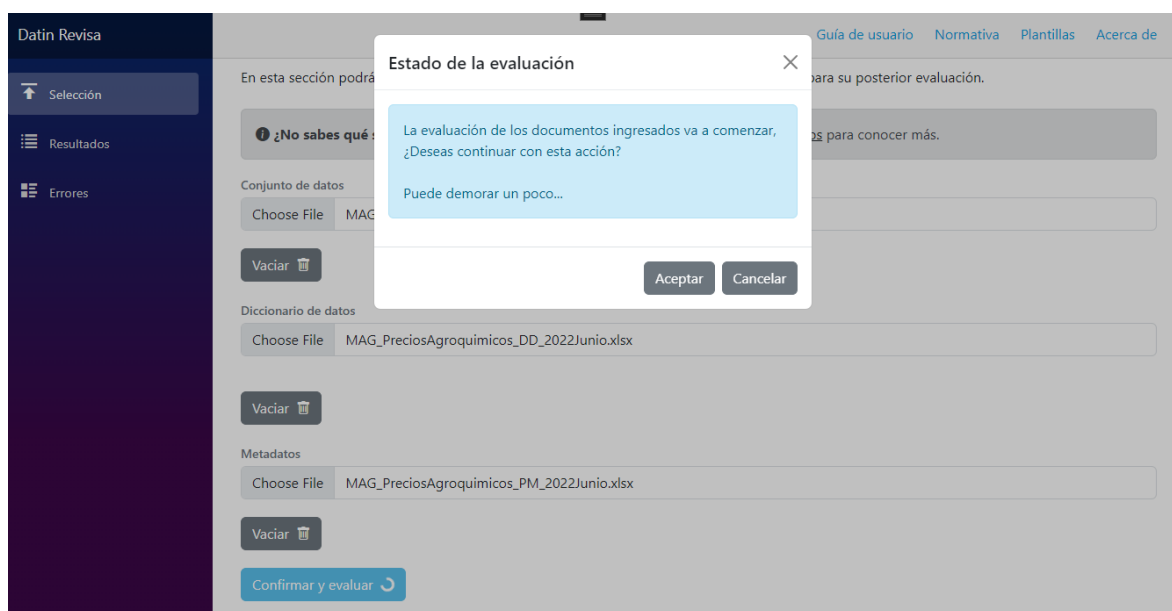 Datin Revisa
Guía de usuario Normativa Plantillas Acerca de
Selección
Resultados
Errores
En esta sección podrá para su posterior evaluación.
¿No sabes qué para conocer más.
Estado de la evaluación
La evaluación de los documentos ingresados va a comenzar,
¿Deseas continuar con esta acción?
Puede demorar un poco...
Aceptar Cancelar
Conjunto de datos
Choose File MAG
Vaciar
Diccionario de datos
Choose File MAG_PreciosAgroquimicos_DD_2022Junio.xlsx
Vaciar
Metadatos
Choose File MAG_PreciosAgroquimicos_PM_2022Junio.xlsx
Vaciar
Confirmar y evaluar